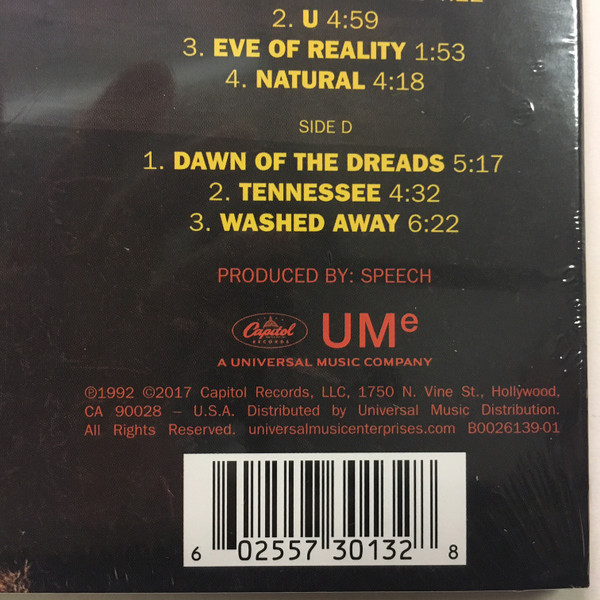 2. U 4:59
3. EVE OF REALITY 1:53
4. NATURAL 4:18
SIDE D
1. DAWN OF THE DREADS 5:17
2. TENNESSEE 4:32
3. WASHED AWAY 6:22
PRODUCED BY: SPEECH
Capitol
RECORDS
UMe
A UNIVERSAL MUSIC COMPANY
℗1992 ©2017 Capitol Records, LLC, 1750 N. Vine St., Hollywood,
CA 90028 – U.S.A. Distributed by Universal Music Distribution.
All Rights Reserved. universalmusicenterprises.com B0026139-01
6 02557 30132 8